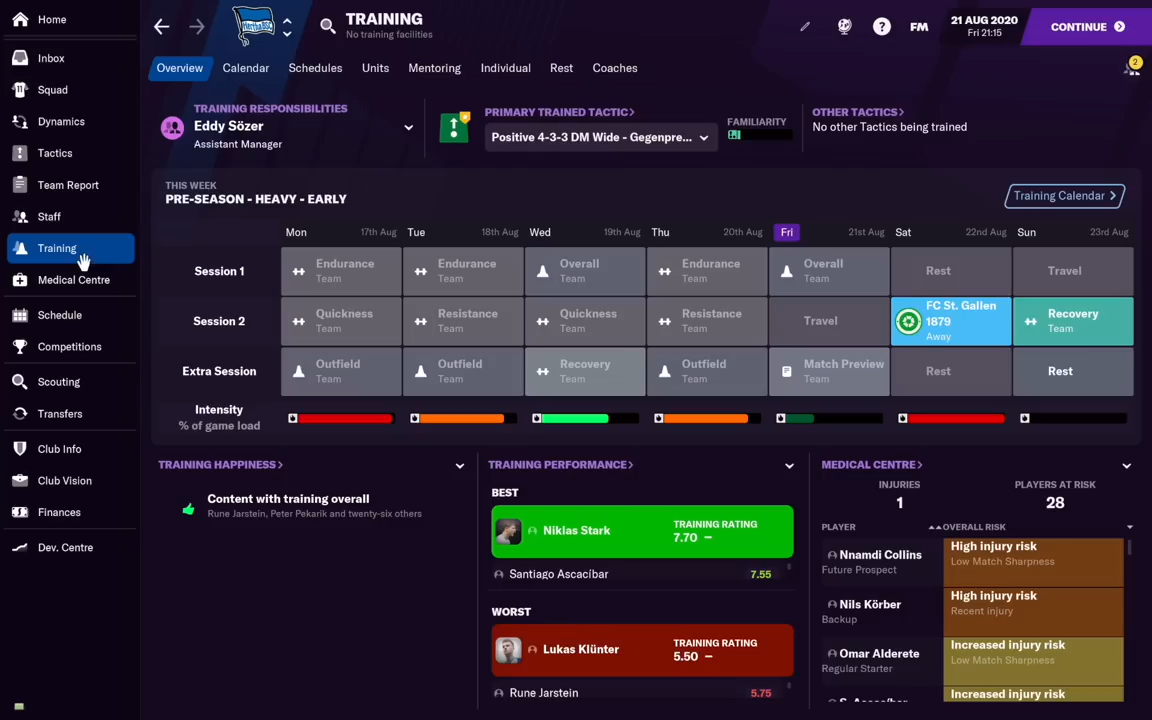 Home
Inbox
Squad
Dynamics
Tactics
Team Report
Staff
Training
Medical Centre
Schedule
Competitions
Scouting
Transfers
Club Info
Club Vision
Finances
Dev. Centre
TRAINING
No training facilities
FM
21 AUG 2020
Fri 21:15
CONTINUE
Overview
Calendar
Schedules
Units
Mentoring
Individual
Rest
Coaches
2
TRAINING RESPONSIBILITIES
Eddy Sözer
Assistant Manager
PRIMARY TRAINED TACTIC>
Positive 4-3-3 DM Wide - Gegenpre...
FAMILIARITY
OTHER TACTICS>
No other Tactics being trained
THIS WEEK
PRE-SEASON - HEAVY - EARLY
Training Calendar >
Mon 17th Aug Tue 18th Aug Wed 19th Aug Thu 20th Aug Fri 21st Aug Sat 22nd Aug Sun 23rd Aug
Session 1
Endurance
Team
Endurance
Team
Overall
Team
Endurance
Team
Overall
Team
Rest
Travel
Session 2
Quickness
Team
Resistance
Team
Quickness
Team
Resistance
Team
Travel
FC St. Gallen
1879
Away
Recovery
Team
Extra Session
Outfield
Team
Outfield
Team
Recovery
Team
Outfield
Team
Match Preview
Team
Rest
Rest
Intensity
% of game load
TRAINING HAPPINESS>
Content with training overall
Rune Jarstein, Peter Pekarik and twenty-six others
TRAINING PERFORMANCE>
BEST
Niklas Stark
TRAINING RATING
7.70 –
Santiago Ascacíbar 7.55
WORST
Lukas Klünter
TRAINING RATING
5.50 –
Rune Jarstein 5.75
MEDICAL CENTRE>
INJURIES
1
PLAYERS AT RISK
28
PLAYER OVERALL RISK
Nnamdi Collins
Future Prospect
High injury risk
Low Match Sharpness
Nils Körber
Backup
High injury risk
Recent injury
Omar Alderete
Regular Starter
Increased injury risk
Low Match Sharpness
Increased injury risk